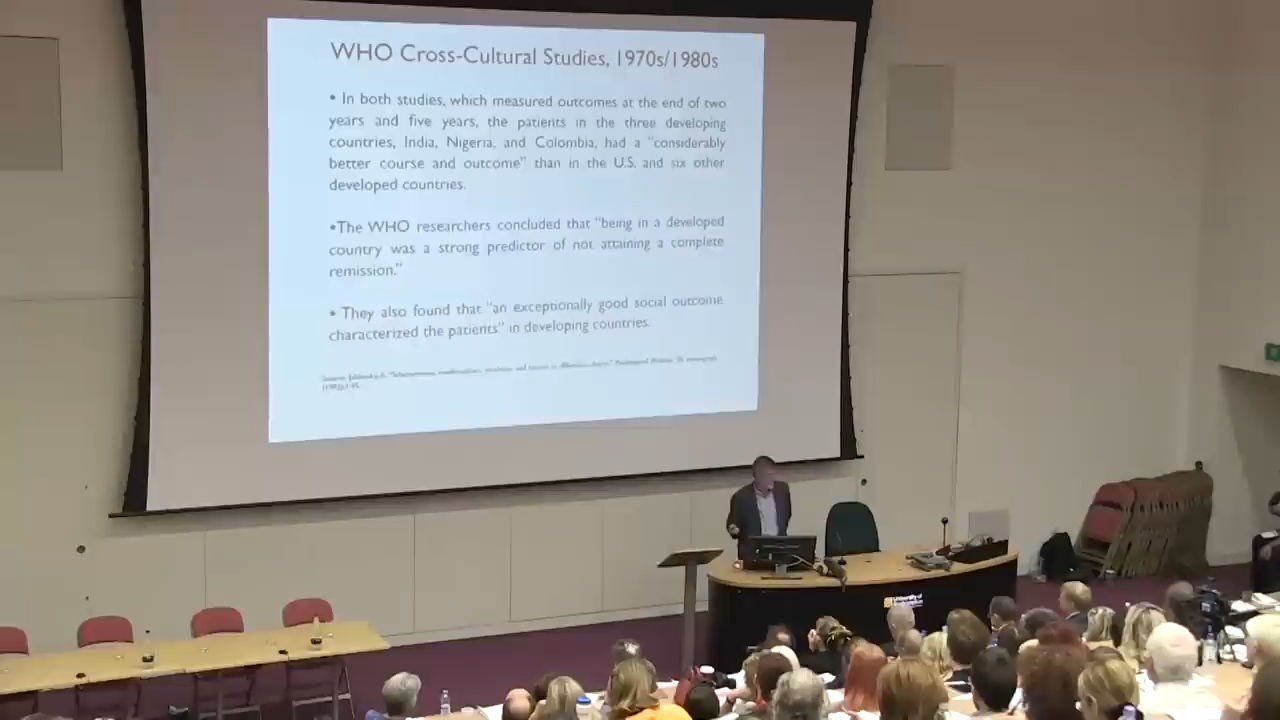 WHO Cross-Cultural Studies, 1970s/1980s
• In both studies, which measured outcomes at the end of two
years and five years, the patients in the three developing
countries, India, Nigeria, and Colombia, had a "considerably
better course and outcome" than in the U.S. and six other
developed countries.
•The WHO researchers concluded that "being in a developed
country was a strong predictor of not attaining a complete
remission."
• They also found that "an exceptionally good social outcome
characterized the patients" in developing countries.
University of